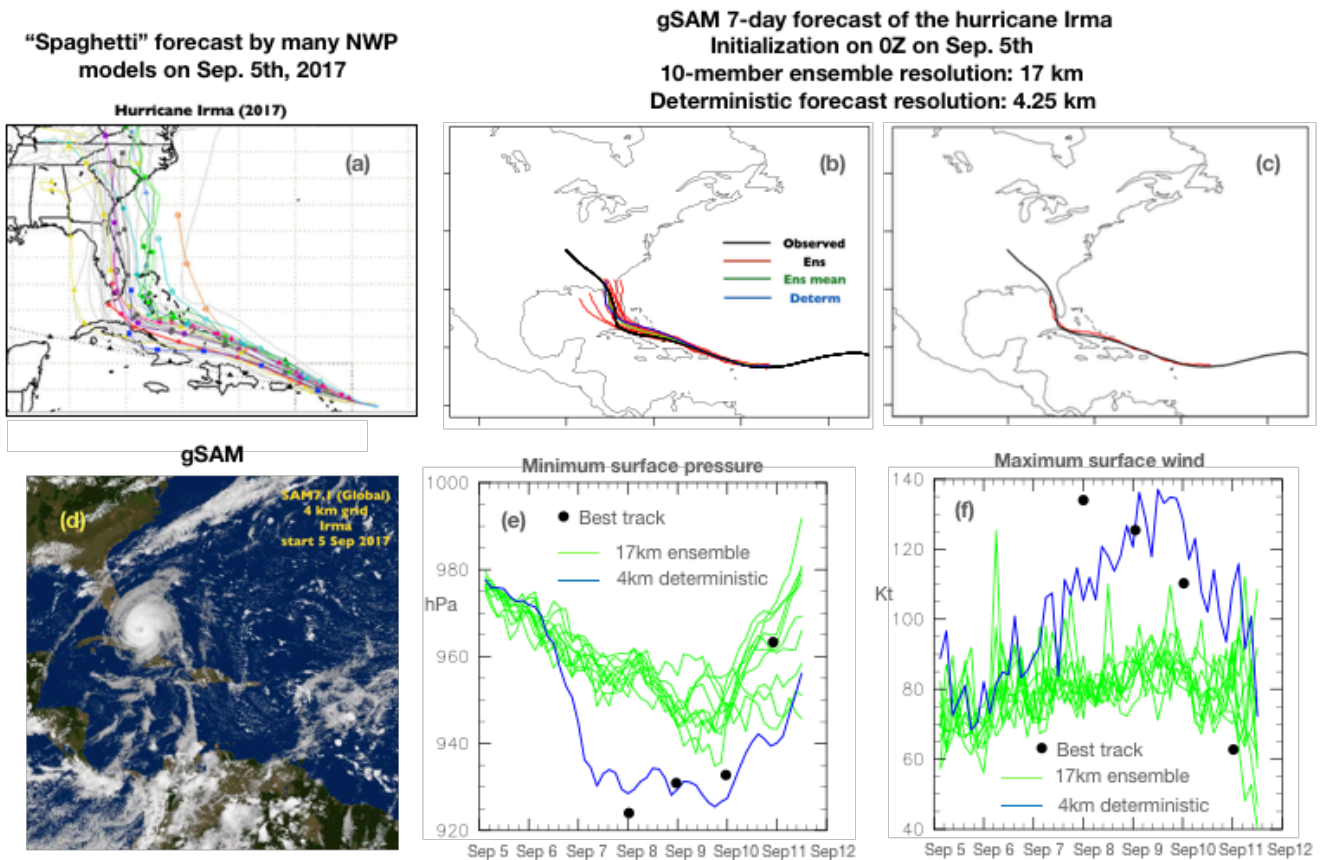 “Spaghetti” forecast by many NWP
models on Sep. 5th, 2017
gSAM 7-day forecast of the hurricane Irma
Initialization on 0Z on Sep. 5th
10-member ensemble resolution: 17 km
Deterministic forecast resolution: 4.25 km
Hurricane Irma (2017)
(a)
(b)
Observed
Ens
Ens mean
Determ
(c)
gSAM
(d)
SAM7.1 (Global)
4 km grid
Irma
start 5 Sep 2017
Minimum surface pressure
1000
980
hPa
960
940
920
(e)
Best track
17km ensemble
4km deterministic
Sep 5 Sep 6 Sep 7 Sep 8 Sep 9 Sep10 Sep11 Sep12
Maximum surface wind
140
120
Kt
100
80
60
40
(f)
Best track
17km ensemble
4km deterministic
Sep 5 Sep 6 Sep 7 Sep 8 Sep 9 Sep10 Sep11 Sep12